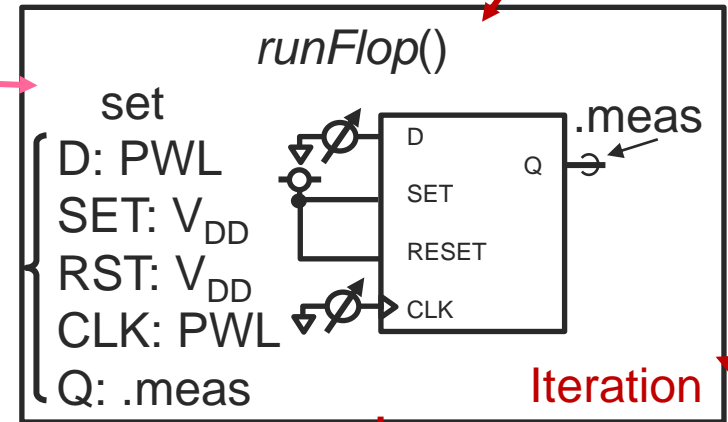 runFlop()
set
D: PWL
SET: VDD
RST: VDD
CLK: PWL
Q: .meas
D
SET
RESET
CLK
Q
.meas
Iteration